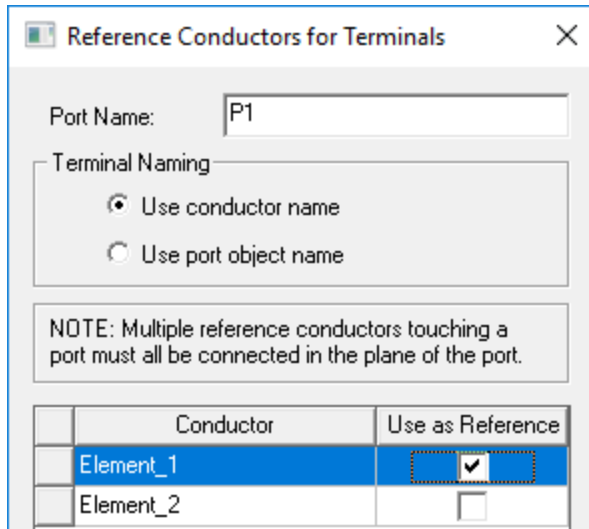 Reference Conductors for Terminals
Port Name: P1
Terminal Naming
Use conductor name
Use port object name
NOTE: Multiple reference conductors touching a
port must all be connected in the plane of the port.
Conductor Use as Reference
Element_1
Element_2